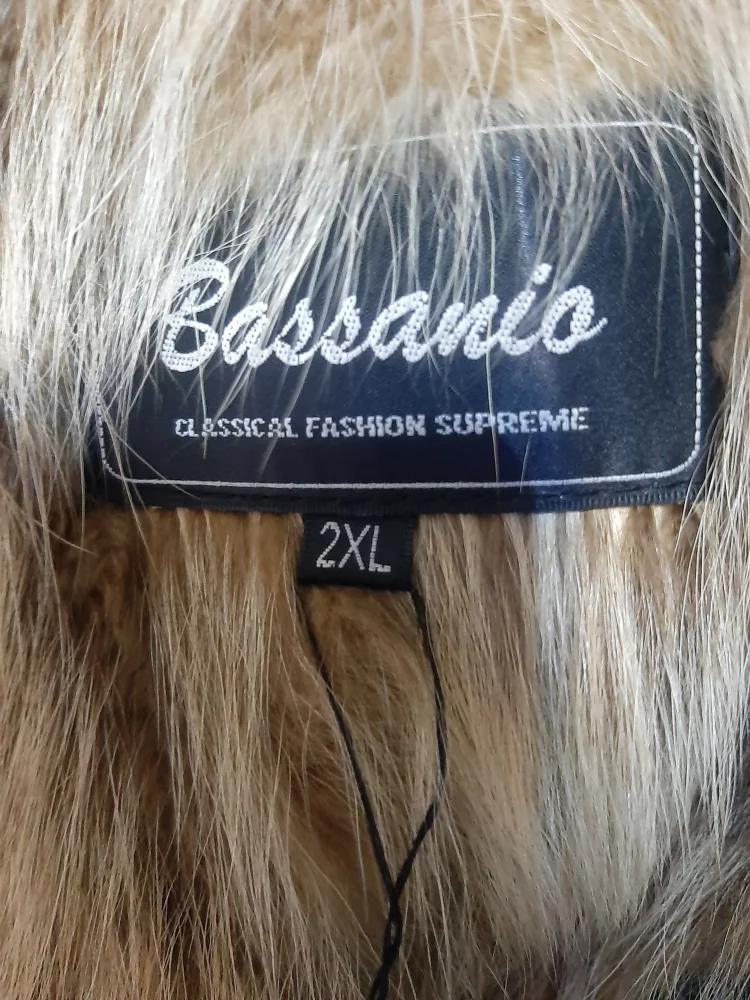 Bassanio
CLASSICAL FASHION SUPREME
2XL